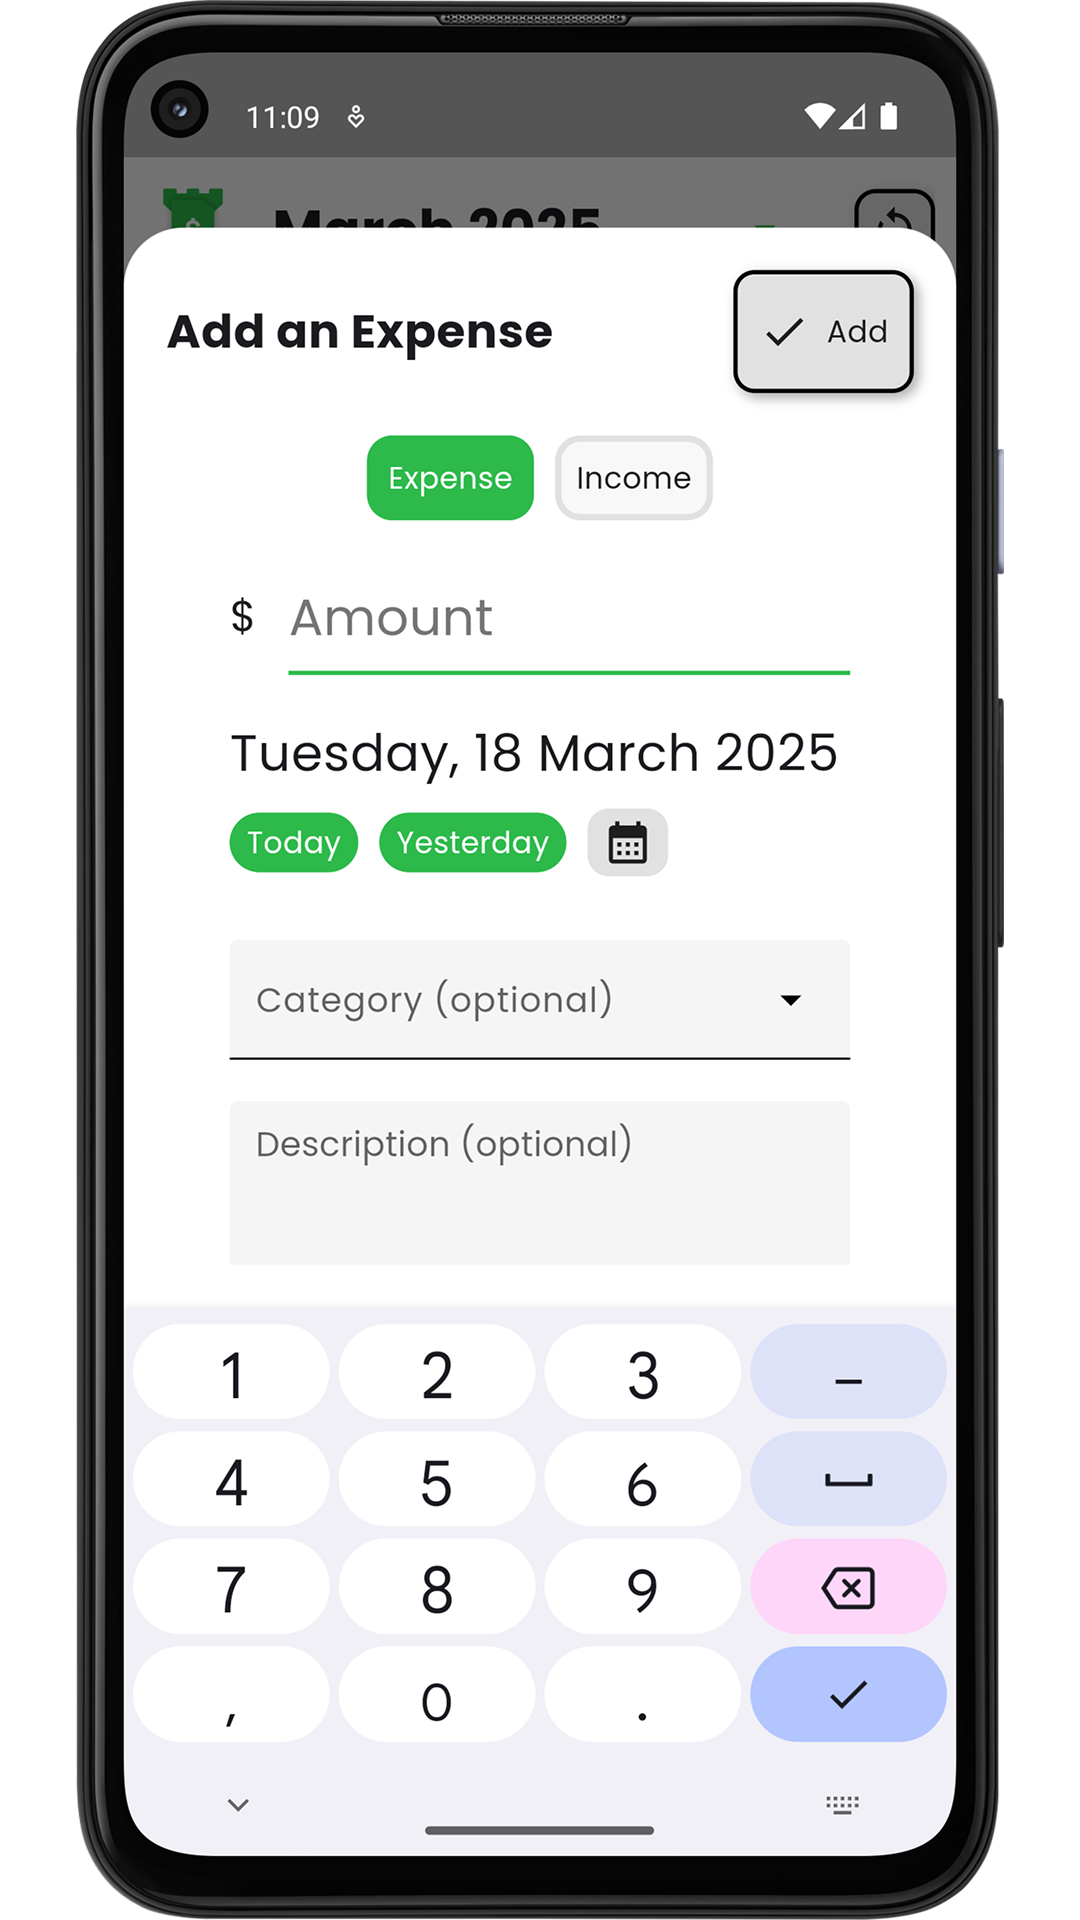 11:09
March 2025
Add an Expense
Add
Expense
Income
$ Amount
Tuesday, 18 March 2025
Today
Yesterday
Category (optional)
Description (optional)
1 2 3 –
4 5 6
7 8 9
, 0 .